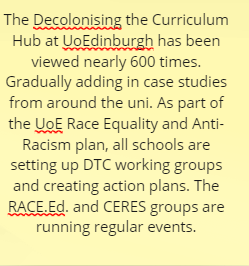 The Decolonising the Curriculum
Hub at UoEdinburgh has been
viewed nearly 600 times.
Gradually adding in case studies
from around the uni. As part of
the UoE Race Equality and Anti-
Racism plan, all schools are
setting up DTC working groups
and creating action plans. The
RACE.Ed. and CERES groups are
running regular events.